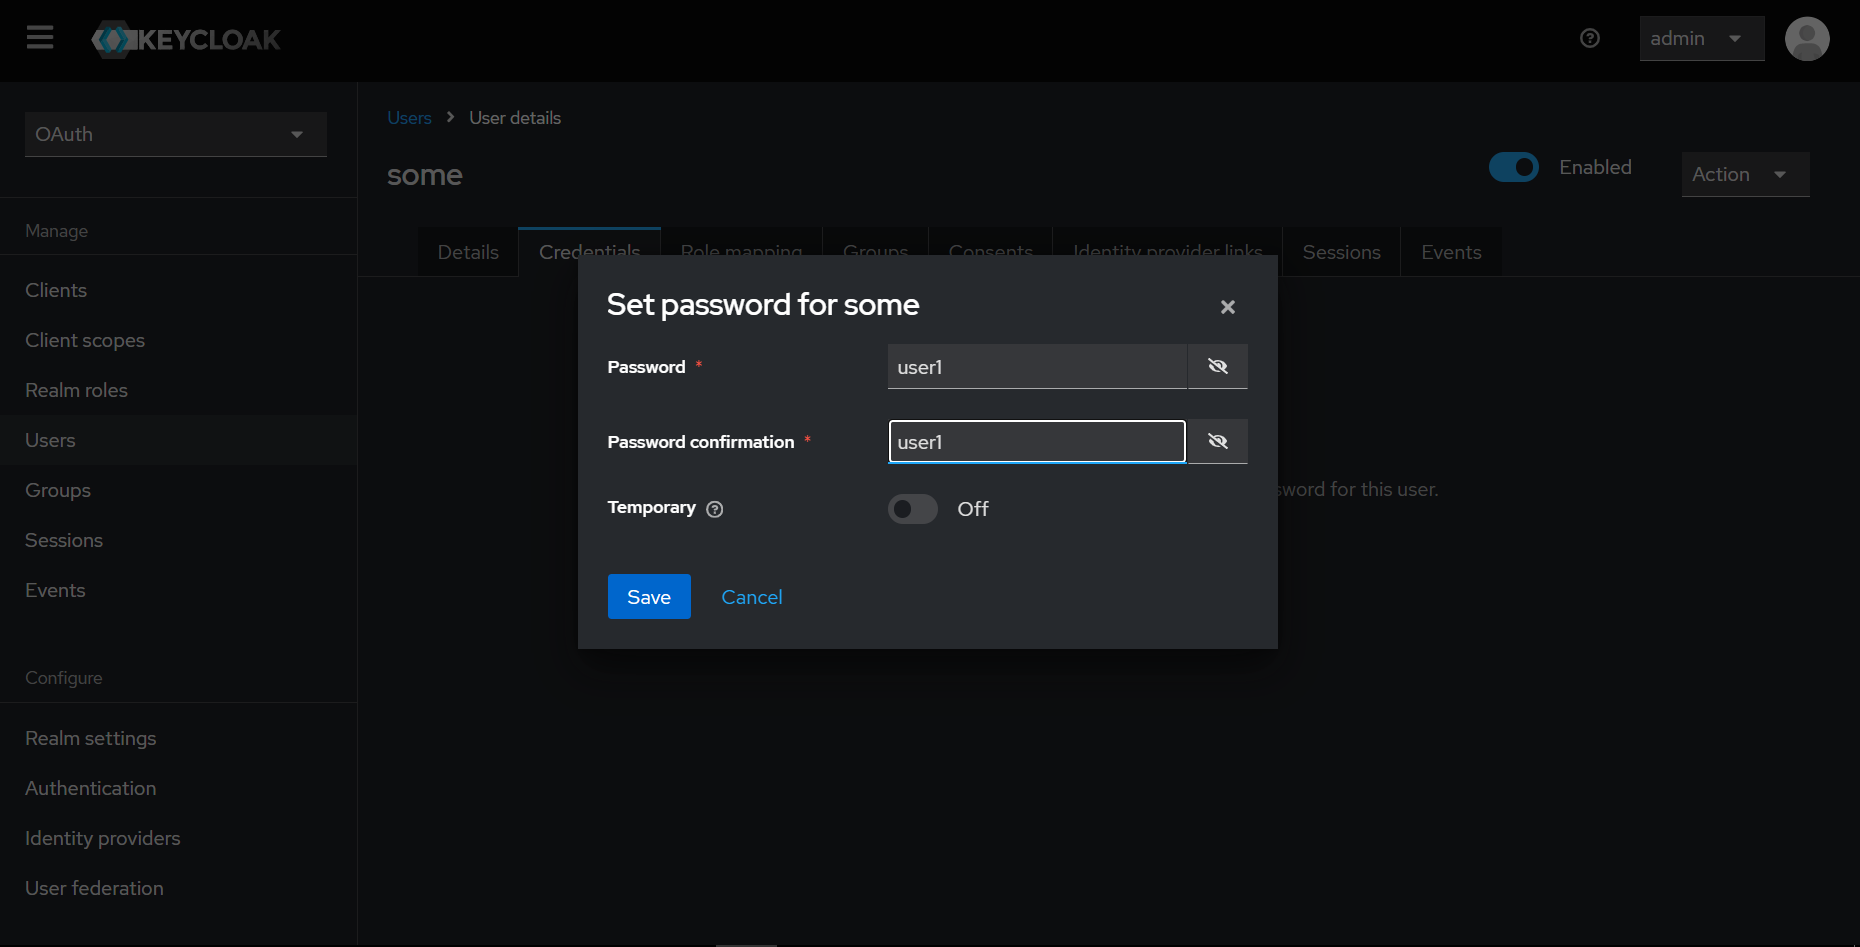 KEYCLOAK
admin
OAuth
Manage
Clients
Client scopes
Realm roles
Users
Groups
Sessions
Events
Configure
Realm settings
Authentication
Identity providers
User federation
Users > User details
some
Enabled
Action
Details Credentials Role mapping Groups Consents Identity provider links Sessions Events
Set password for some
Password *
user1
Password confirmation *
user1
Temporary
Off
Save Cancel
for this user.